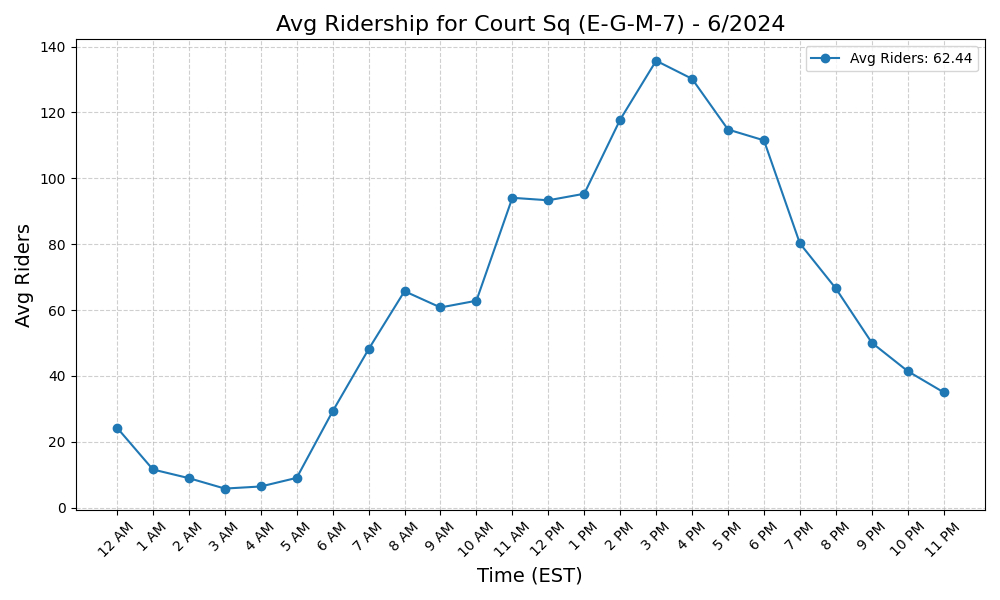 Avg Ridership for Court Sq (E-G-M-7) - 6/2024
Avg Riders: 62.44
140
120
100
80
60
40
20
0
Avg Riders
12 AM
1 AM
2 AM
3 AM
4 AM
5 AM
6 AM
7 AM
8 AM
9 AM
10 AM
11 AM
12 PM
1 PM
2 PM
3 PM
4 PM
5 PM
6 PM
7 PM
8 PM
9 PM
10 PM
11 PM
Time (EST)